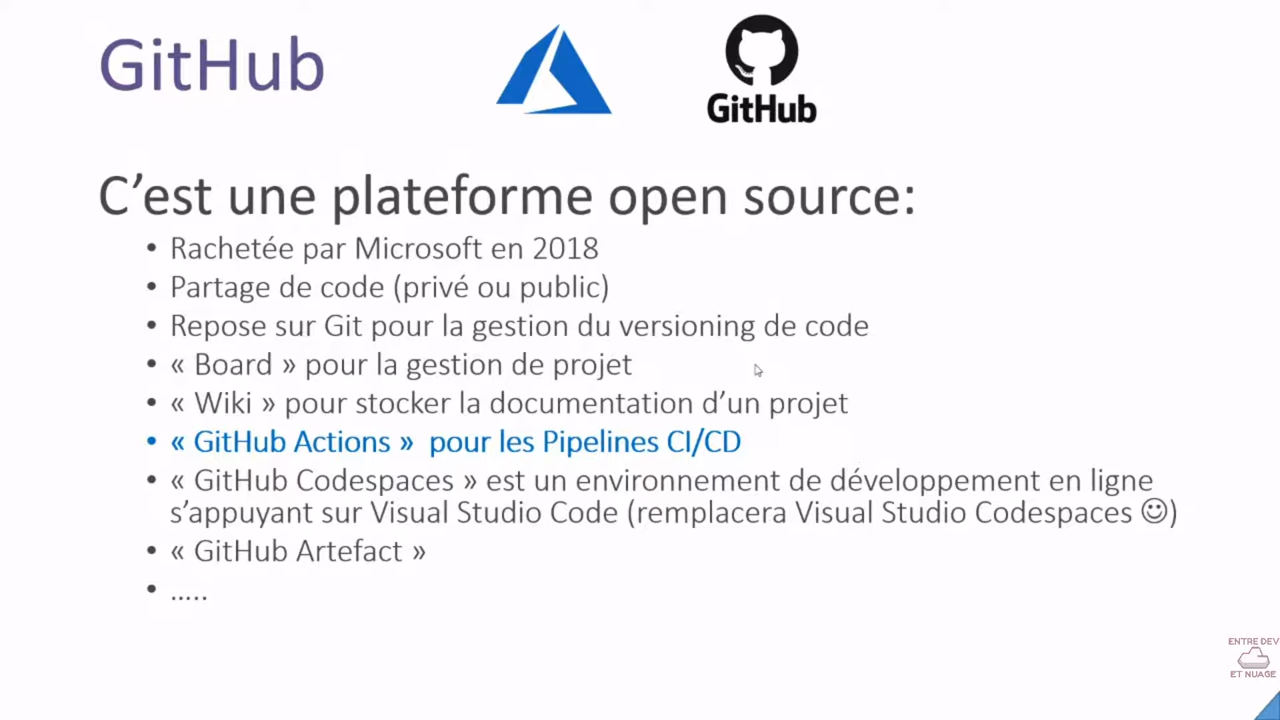 GitHub
GitHub
C’est une plateforme open source:
• Rachetée par Microsoft en 2018
• Partage de code (privé ou public)
• Repose sur Git pour la gestion du versioning de code
• « Board » pour la gestion de projet
• « Wiki » pour stocker la documentation d’un projet
• « GitHub Actions »  pour les Pipelines CI/CD
• « GitHub Codespaces » est un environnement de développement en ligne
s’appuyant sur Visual Studio Code (remplacera Visual Studio Codespaces ☺)
• « GitHub Artefact »
• …..
ENTRE DEV
ET NUAGE